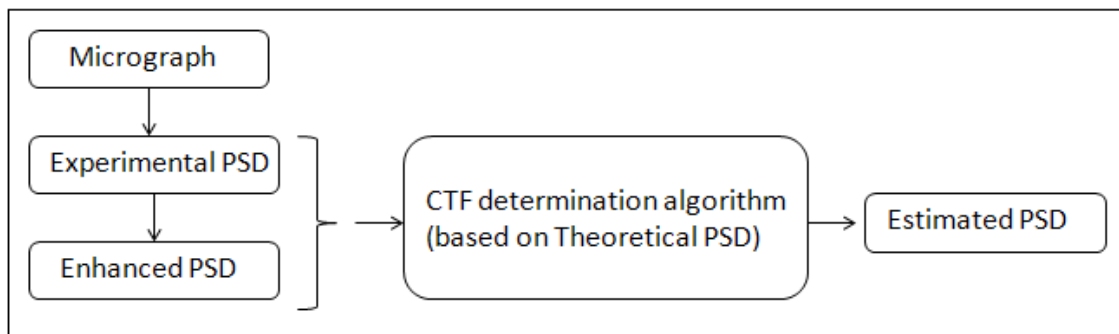 Micrograph
Experimental PSD
Enhanced PSD
CTF determination algorithm
(based on Theoretical PSD)
Estimated PSD